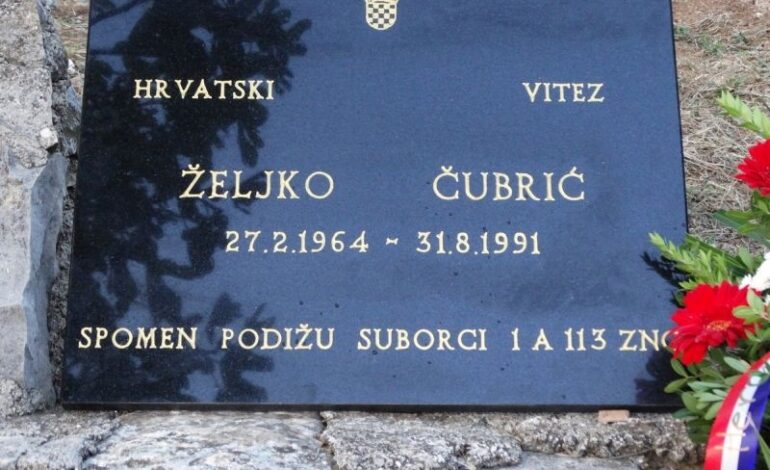 HRVATSKI VITEZ
ŽELJKO ČUBRIĆ
27.2.1964 - 31.8.1991
SPOMEN PODIŽU SUBORCI 1 A 113 ZNG